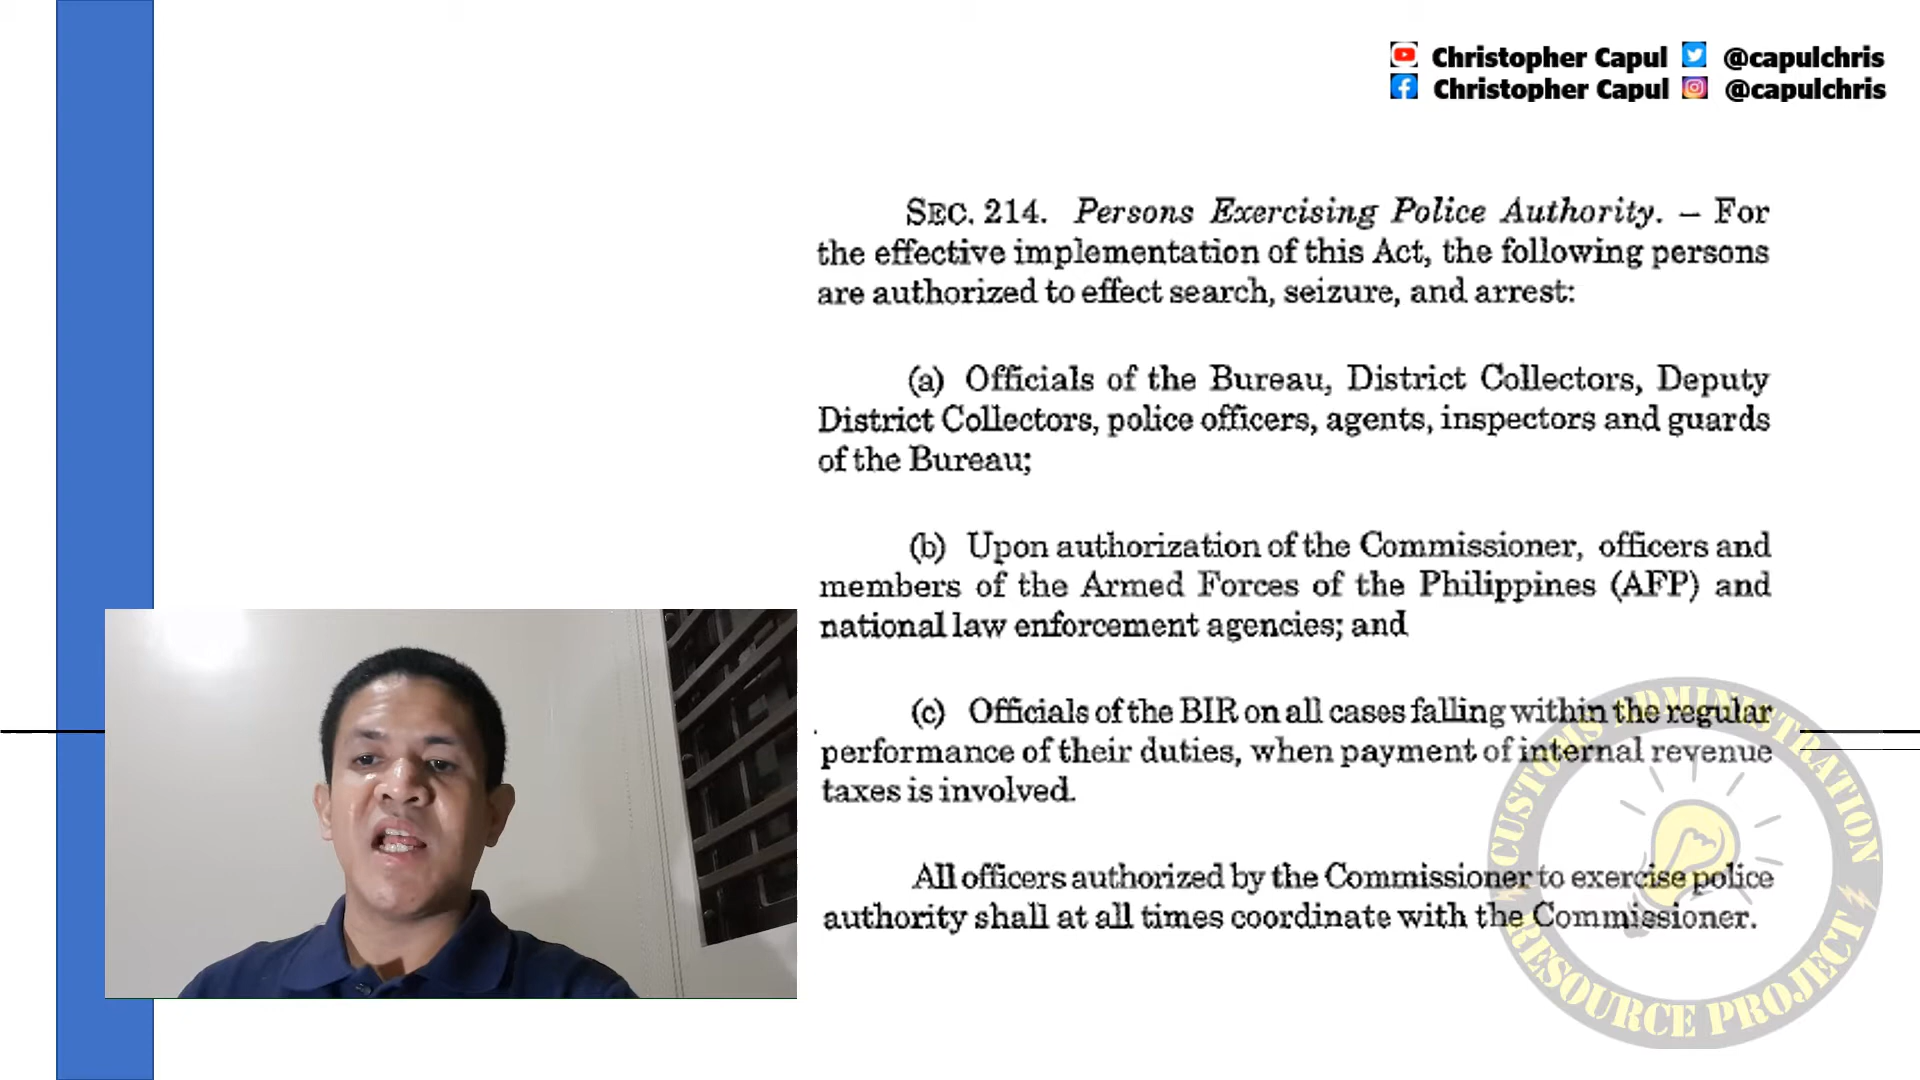 Christopher Capul @capulchris
Christopher Capul @capulchris
SEC. 214. Persons Exercising Police Authority. – For
the effective implementation of this Act, the following persons
are authorized to effect search, seizure, and arrest:
(a) Officials of the Bureau, District Collectors, Deputy
District Collectors, police officers, agents, inspectors and guards
of the Bureau;
(b) Upon authorization of the Commissioner, officers and
members of the Armed Forces of the Philippines (AFP) and
national law enforcement agencies; and
(c) Officials of the BIR on all cases falling within the regular
performance of their duties, when payment of internal revenue
taxes is involved.
All officers authorized by the Commissioner to exercise police
authority shall at all times coordinate with the Commissioner.
CUSTOMS ADMINISTRATION
RESOURCE PROJECT